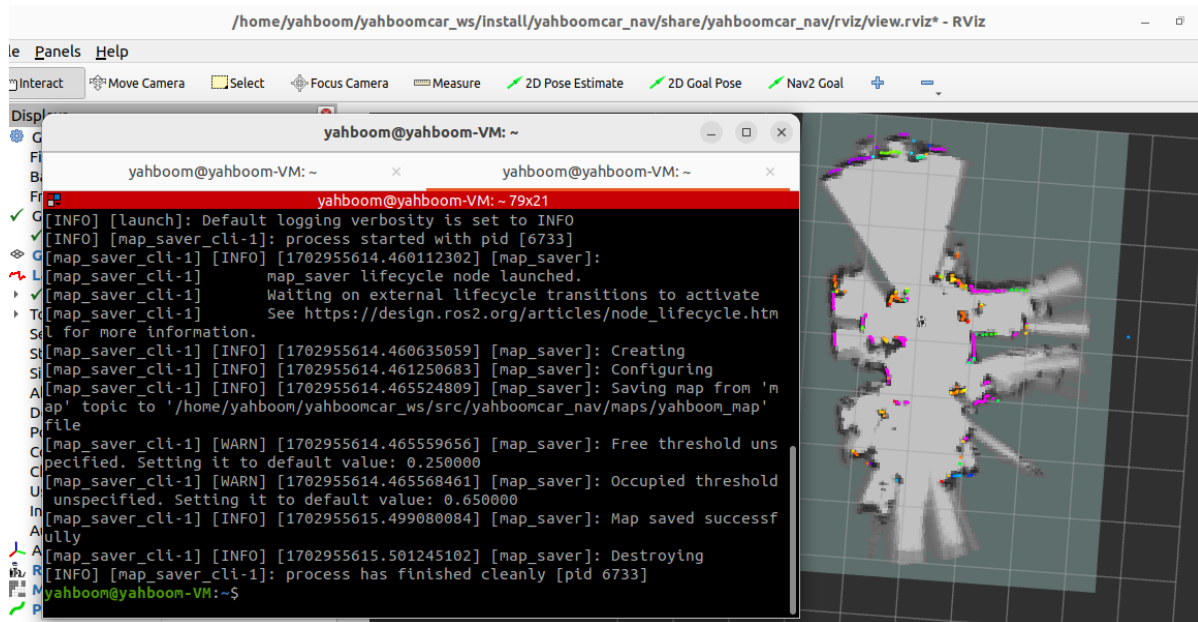 /home/yahboom/yahboomcar_ws/install/yahboomcar_nav/share/yahboomcar_nav/rviz/view.rviz* - RViz
le Panels Help
Interact Move Camera Select Focus Camera Measure 2D Pose Estimate 2D Goal Pose Nav2 Goal
yahboom@yahboom-VM: ~
yahboom@yahboom-VM: ~ yahboom@yahboom-VM: ~
yahboom@yahboom-VM: ~ 79x21
[INFO] [launch]: Default logging verbosity is set to INFO
[INFO] [map_saver_cli-1]: process started with pid [6733]
[map_saver_cli-1] [INFO] [1702955614.460112302] [map_saver]:
[map_saver_cli-1]       map_saver lifecycle node launched.
[map_saver_cli-1]       Waiting on external lifecycle transitions to activate
[map_saver_cli-1]       See https://design.ros2.org/articles/node_lifecycle.htm
l for more information.
[map_saver_cli-1] [INFO] [1702955614.460635059] [map_saver]: Creating
[map_saver_cli-1] [INFO] [1702955614.461250683] [map_saver]: Configuring
[map_saver_cli-1] [INFO] [1702955614.465524809] [map_saver]: Saving map from 'm
ap' topic to '/home/yahboom/yahboomcar_ws/src/yahboomcar_nav/maps/yahboom_map'
file
[map_saver_cli-1] [WARN] [1702955614.465559656] [map_saver]: Free threshold uns
pecified. Setting it to default value: 0.250000
[map_saver_cli-1] [WARN] [1702955614.465568461] [map_saver]: Occupied threshold
 unspecified. Setting it to default value: 0.650000
[map_saver_cli-1] [INFO] [1702955615.499080084] [map_saver]: Map saved successf
ully
[map_saver_cli-1] [INFO] [1702955615.501245102] [map_saver]: Destroying
[INFO] [map_saver_cli-1]: process has finished cleanly [pid 6733]
yahboom@yahboom-VM:~$